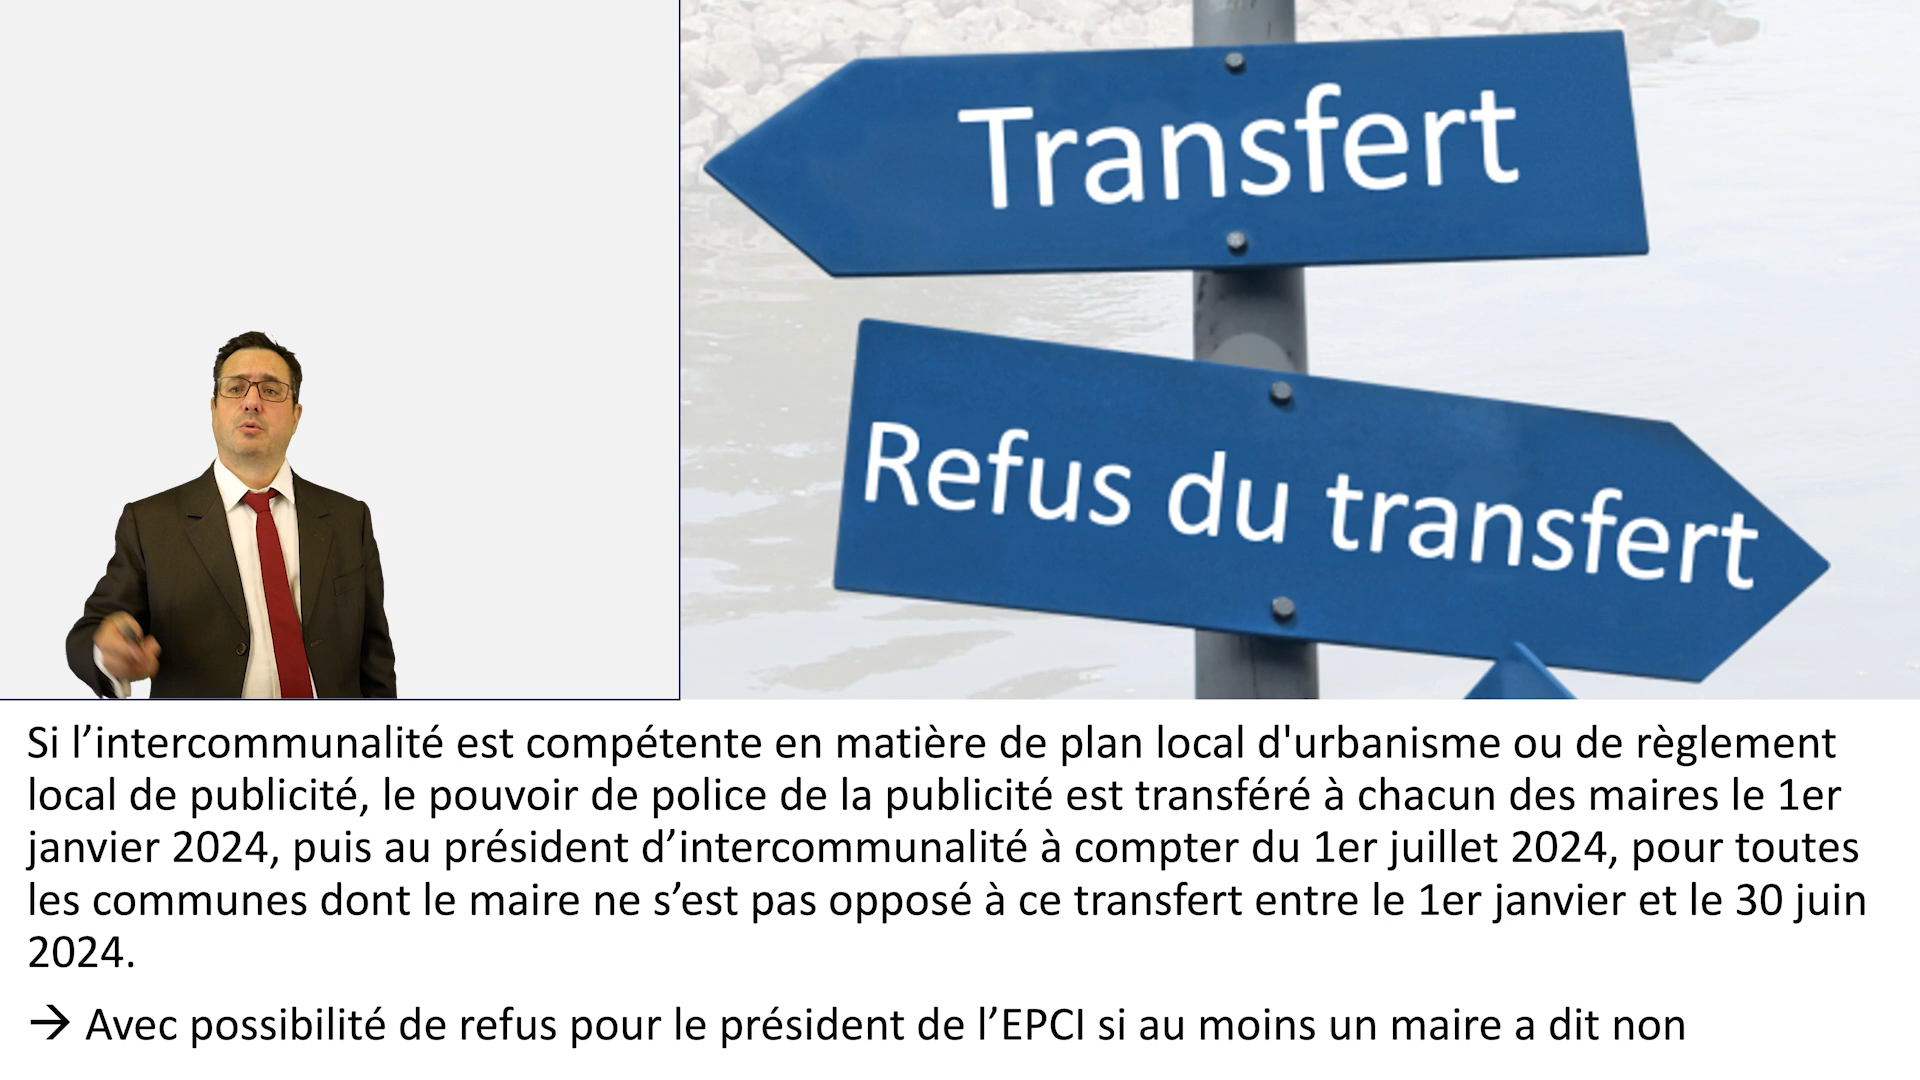 Transfert
Refus du transfert
Si l’intercommunalité est compétente en matière de plan local d'urbanisme ou de règlement
local de publicité, le pouvoir de police de la publicité est transféré à chacun des maires le 1er
janvier 2024, puis au président d’intercommunalité à compter du 1er juillet 2024, pour toutes
les communes dont le maire ne s’est pas opposé à ce transfert entre le 1er janvier et le 30 juin
2024.
→ Avec possibilité de refus pour le président de l’EPCI si au moins un maire a dit non